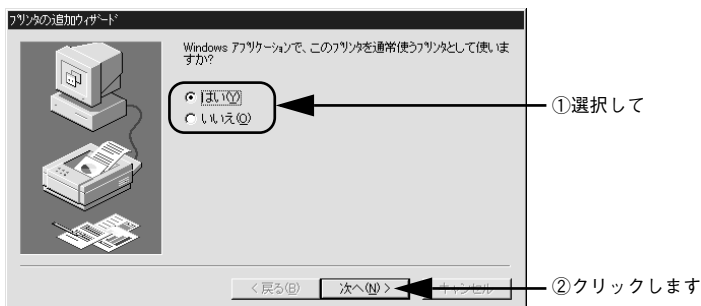 プリンタの追加ウィザード
Windows アプリケーションで、このプリンタを通常使うプリンタとして使いま
すか?
はい(Y)
いいえ(O)
①選択して
< 戻る(B)
次へ(N) >
キャンセル
②クリックします